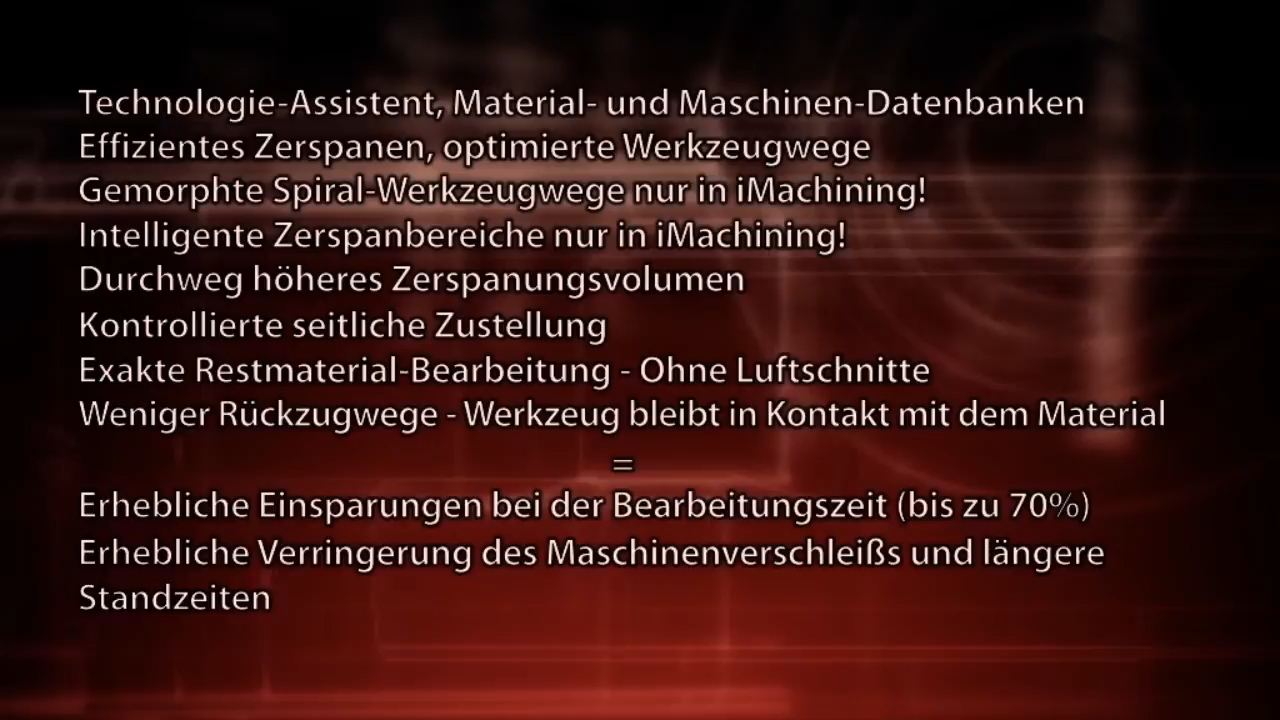 Technologie-Assistent, Material- und Maschinen-Datenbanken
Effizientes Zerspanen, optimierte Werkzeugwege
Gemorphte Spiral-Werkzeugwege nur in iMachining!
Intelligente Zerspanbereiche nur in iMachining!
Durchweg höheres Zerspanungsvolumen
Kontrollierte seitliche Zustellung
Exakte Restmaterial-Bearbeitung - Ohne Luftschnitte
Weniger Rückzugwege - Werkzeug bleibt in Kontakt mit dem Material
=
Erhebliche Einsparungen bei der Bearbeitungszeit (bis zu 70%)
Erhebliche Verringerung des Maschinenverschleißs und längere
Standzeiten